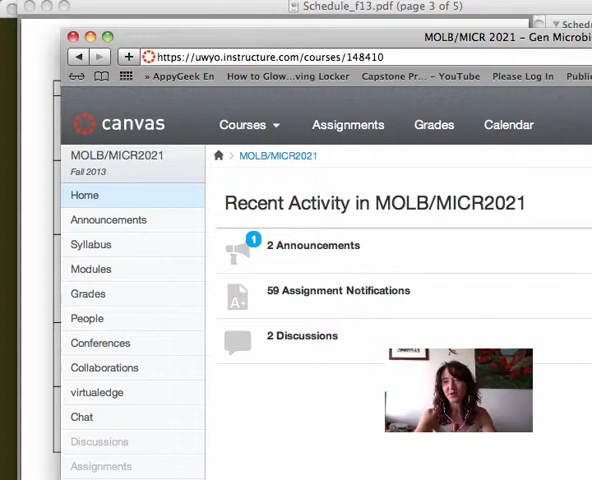 Schedule_f13.pdf (page 3 of 5)
MOLB/MICR 2021 – Gen Microbi
https://uwyo.instructure.com/courses/148410
» AppyGeek En How to Glow...ving Locker Capstone Pr... – YouTube Please Log In Public
canvas Courses Assignments Grades Calendar
MOLB/MICR2021
Fall 2013
MOLB/MICR2021
Home
Announcements
Syllabus
Modules
Grades
People
Conferences
Collaborations
virtualedge
Chat
Discussions
Assignments
Recent Activity in MOLB/MICR2021
1
2 Announcements
A+
59 Assignment Notifications
2 Discussions